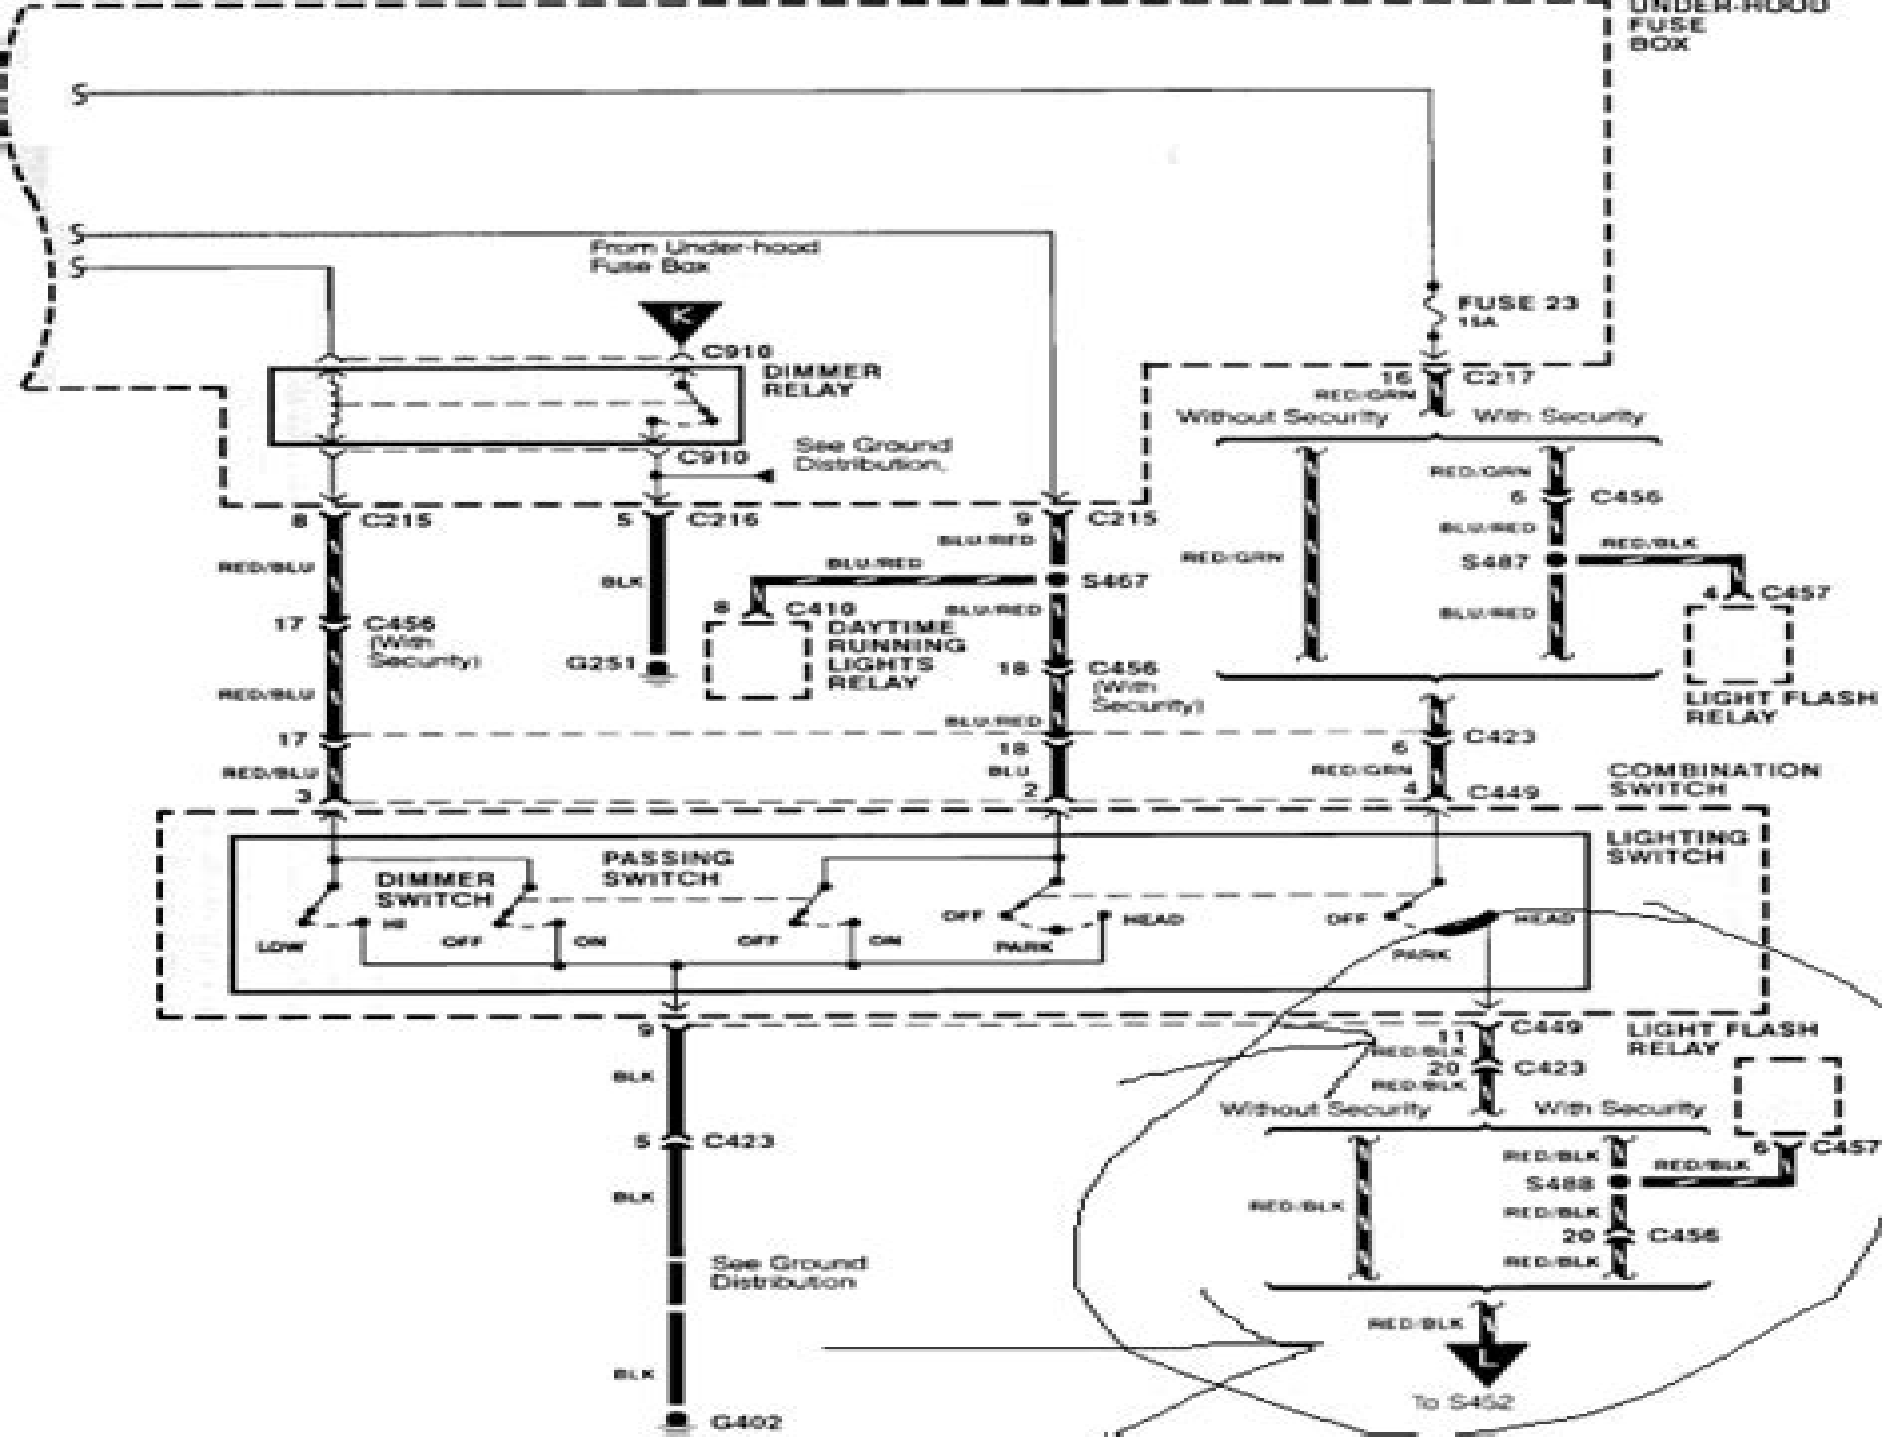 UNDER-HOOD
FUSE
BOX
From Under-hood
Fuse Box
K
C910
DIMMER
RELAY
FUSE 23
15A
16
C217
RED/GRN
Without Security
With Security
See Ground
Distribution.
C910
RED/GRN
6
C456
8
C215
5
C216
9
C215
BLU/RED
BLU/RED
RED/BLK
RED/BLU
BLK
BLU/RED
S467
RED/GRN
S487
4
C457
8
C410
BLU/RED
BLU/RED
17
C456
(With
Security)
DAYTIME
RUNNING
LIGHTS
RELAY
G251
18
C456
(With
Security)
RED/BLU
LIGHT FLASH
RELAY
BLU/RED
17
18
6
C423
RED/BLU
BLU
RED/GRN
COMBINATION
SWITCH
3
2
4
C449
LIGHTING
SWITCH
PASSING
SWITCH
DIMMER
SWITCH
LOW
HI
OFF
ON
OFF
ON
OFF
PARK
HEAD
OFF
PARK
HEAD
9
11
C449
LIGHT FLASH
RELAY
RED/BLK
20
C423
BLK
RED/BLK
Without Security
With Security
5
C423
RED/BLK
RED/BLK
6
C457
S488
BLK
RED/BLK
RED/BLK
20
C456
RED/BLK
See Ground
Distribution
RED/BLK
L
BLK
To S452
G402